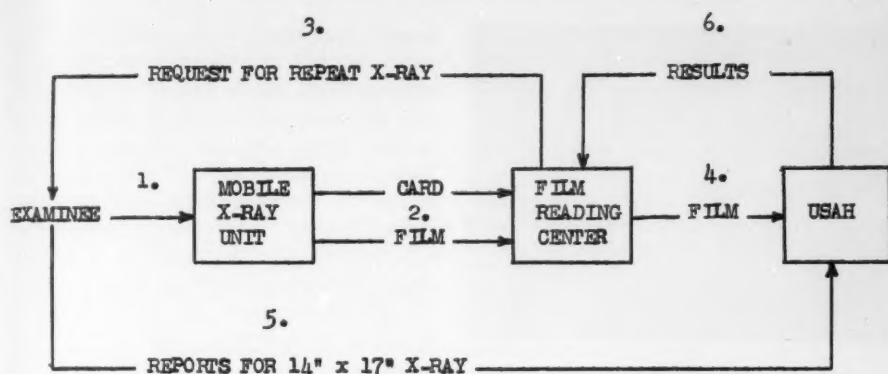 3.
6.
REQUEST FOR REPEAT X-RAY
RESULTS
1.
MOBILE
X-RAY
UNIT
CARD
2.
FILM
FILM
READING
CENTER
4.
FILM
USAH
EXAMINEE
5.
REPORTS FOR 14" x 17" X-RAY